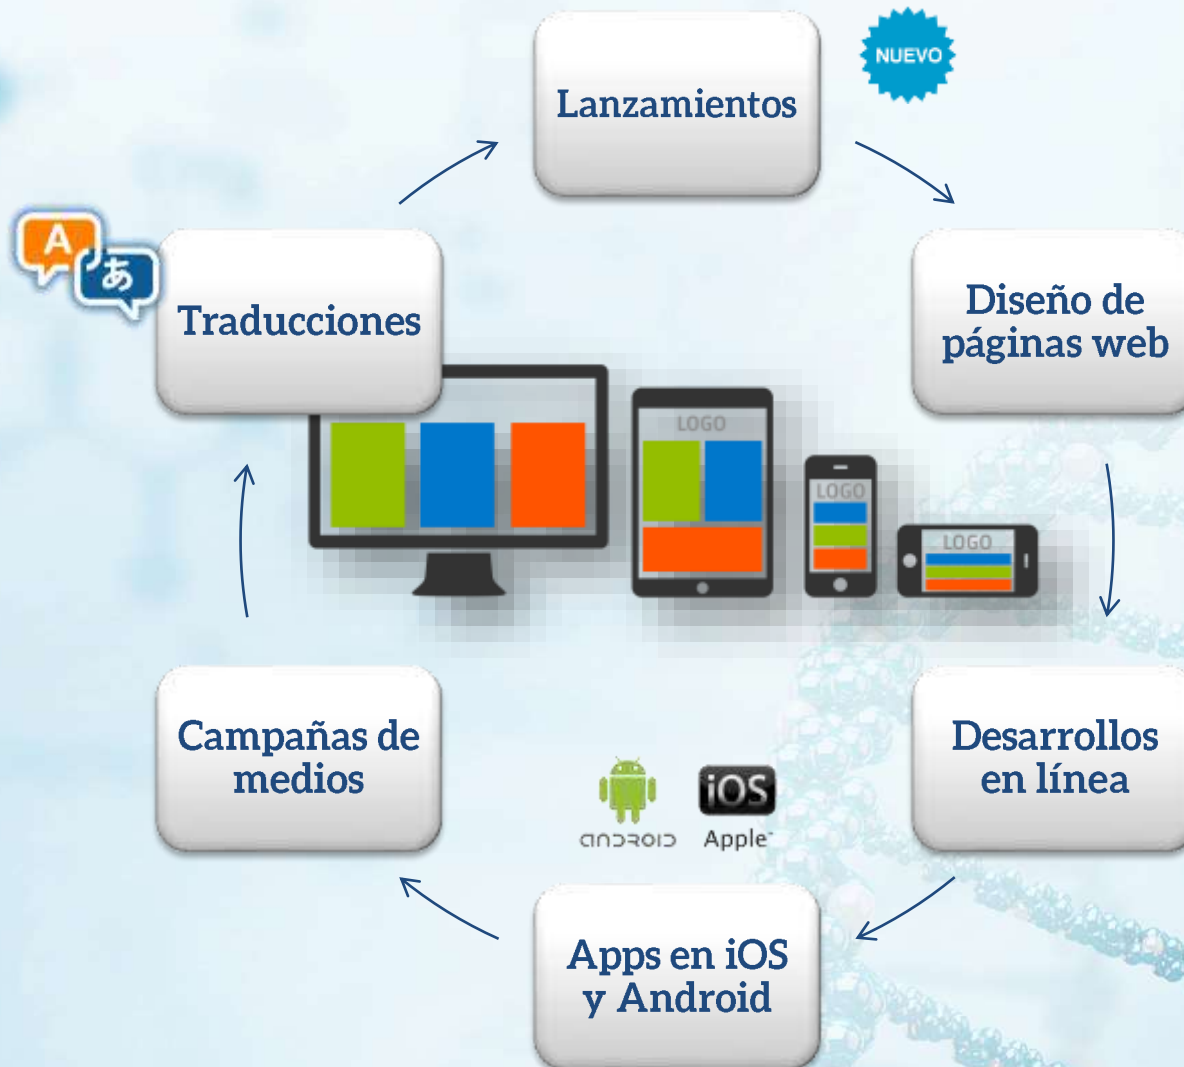 Lanzamientos
NUEVO
A
あ
Traducciones
Diseño de
páginas web
LOGO
LOGO
LOGO
Campañas de
medios
Desarrollos
en línea
iOS
ANDROID
Apple
Apps en iOS
y Android